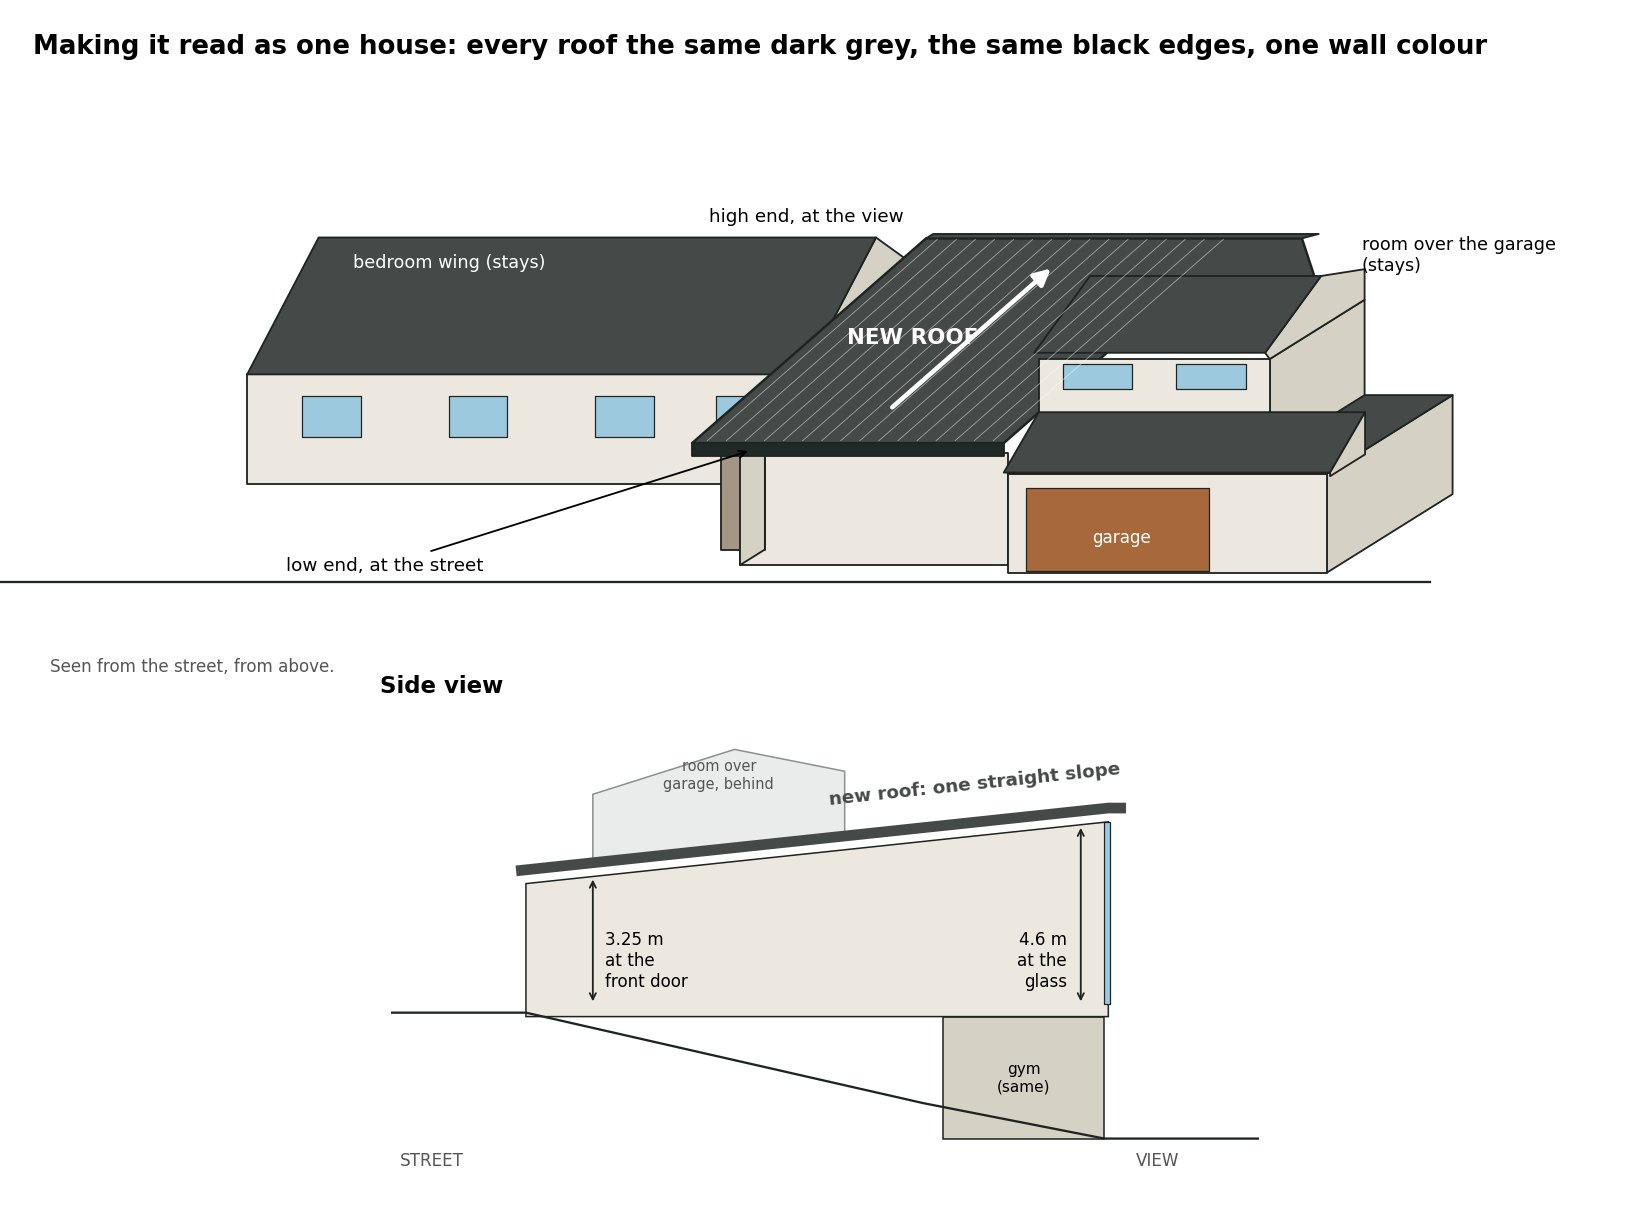 Making it read as one house: every roof the same dark grey, the same black edges, one wall colour
high end, at the view
room over the garage
(stays)
bedroom wing (stays)
NEW ROOF
garage
low end, at the street
Seen from the street, from above.
Side view
room over
garage, behind
new roof: one straight slope
3.25 m
at the
front door
4.6 m
at the
glass
gym
(same)
STREET
VIEW